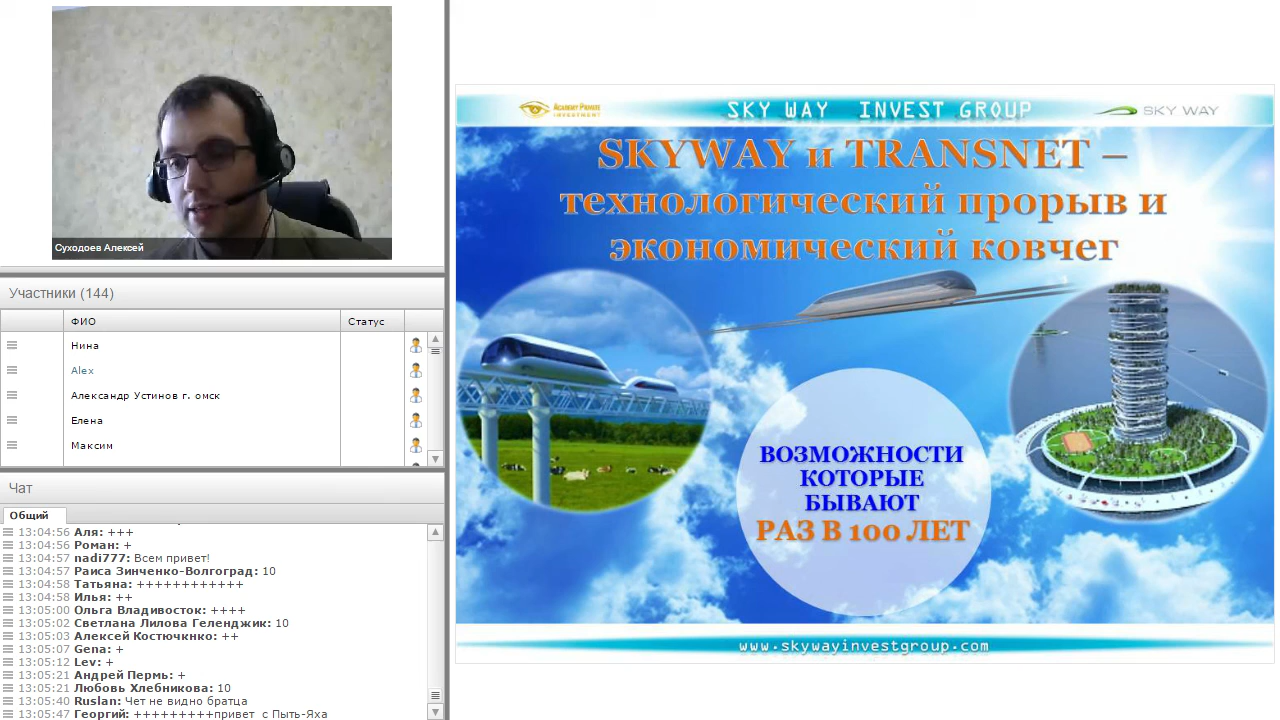 Суходоев Алексей
Участники (144)
ФИО
Статус
Нина
Alex
Александр Устинов г. омск
Елена
Максим
Чат
Общий
13:04:56 Аля: +++
13:04:56 Роман: +
13:04:57 nadi777: Всем привет!
13:04:57 Раиса Зинченко-Волгоград: 10
13:04:58 Татьяна: ++++++++++++
13:04:58 Илья: ++
13:05:00 Ольга Владивосток: ++++
13:05:02 Светлана Лилова Геленджик: 10
13:05:03 Алексей Костючкнко: ++
13:05:07 Gena: +
13:05:12 Lev: +
13:05:21 Андрей Пермь: +
13:05:21 Любовь Хлебникова: 10
13:05:40 Ruslan: Чет не видно братца
13:05:47 Георгий: +++++++++привет с Пыть-Яха
ACADEMY PRIVATE
INVESTMENT
SKY WAY INVEST GROUP
SKY WAY
SKYWAY и TRANSNET –
технологический прорыв и
экономический ковчег
ВОЗМОЖНОСТИ
КОТОРЫЕ
БЫВАЮТ
РАЗ В 100 ЛЕТ
www.skywayinvestgroup.com